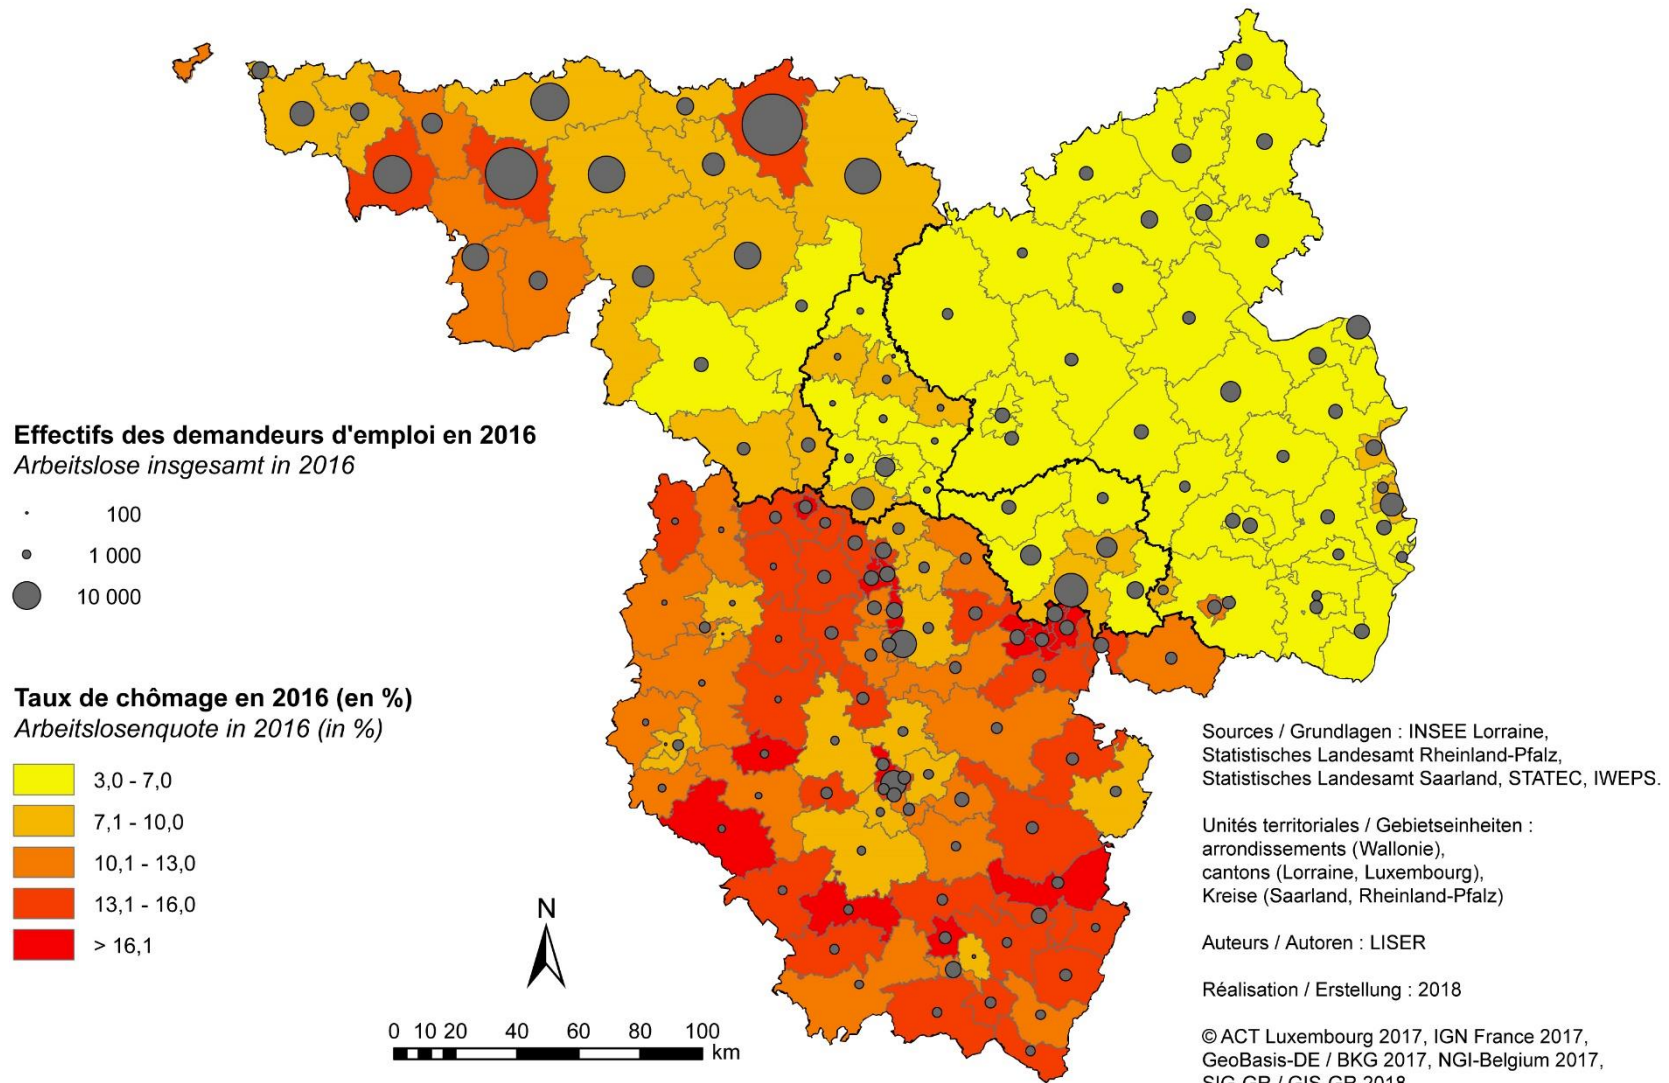 Effectifs des demandeurs d'emploi en 2016
Arbeitslose insgesamt in 2016
100
1 000
10 000
Taux de chômage en 2016 (en %)
Arbeitslosenquote in 2016 (in %)
3,0 - 7,0
7,1 - 10,0
10,1 - 13,0
13,1 - 16,0
> 16,1
N
0 10 20 40 60 80 100
km
Sources / Grundlagen : INSEE Lorraine,
Statistisches Landesamt Rheinland-Pfalz,
Statistisches Landesamt Saarland, STATEC, IWEPS.
Unités territoriales / Gebietseinheiten :
arrondissements (Wallonie),
cantons (Lorraine, Luxembourg),
Kreise (Saarland, Rheinland-Pfalz)
Auteurs / Autoren : LISER
Réalisation / Erstellung : 2018
© ACT Luxembourg 2017, IGN France 2017,
GeoBasis-DE / BKG 2017, NGI-Belgium 2017,
SIG-GR / GIS-GR 2018